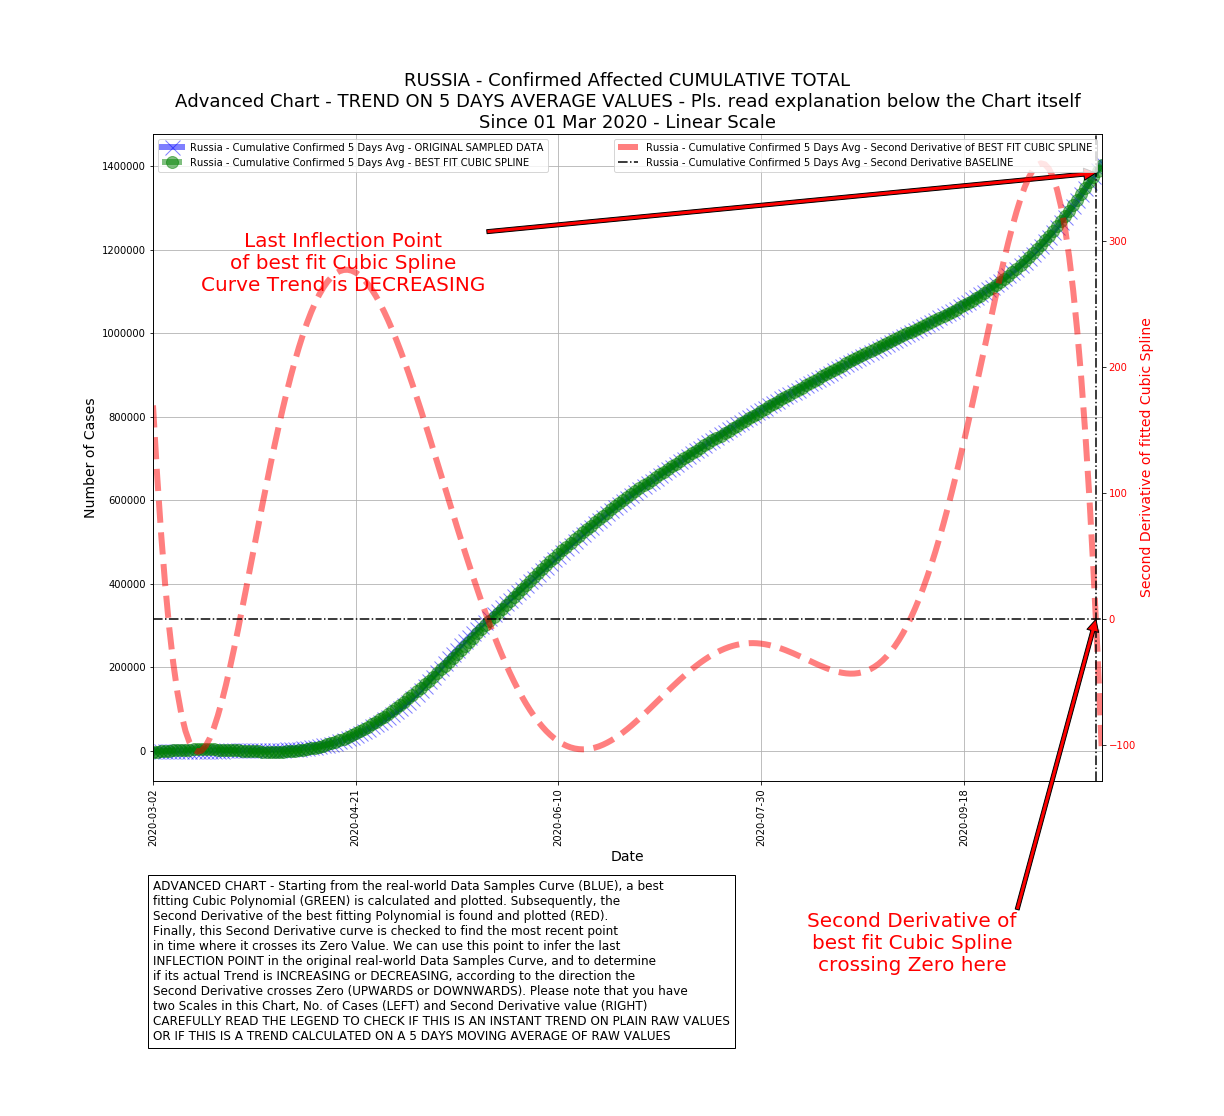 RUSSIA - Confirmed Affected CUMULATIVE TOTAL
Advanced Chart - TREND ON 5 DAYS AVERAGE VALUES - Pls. read explanation below the Chart itself
Since 01 Mar 2020 - Linear Scale
Russia - Cumulative Confirmed 5 Days Avg - ORIGINAL SAMPLED DATA
Russia - Cumulative Confirmed 5 Days Avg - BEST FIT CUBIC SPLINE
Russia - Cumulative Confirmed 5 Days Avg - Second Derivative of BEST FIT CUBIC SPLINE
Russia - Cumulative Confirmed 5 Days Avg - Second Derivative BASELINE
Last Inflection Point
of best fit Cubic Spline
Curve Trend is DECREASING
Number of Cases
1400000
1200000
1000000
800000
600000
400000
200000
0
300
200
100
0
−100
Second Derivative of fitted Cubic Spline
2020-03-02
2020-04-21
2020-06-10
2020-07-30
2020-09-18
Date
ADVANCED CHART - Starting from the real-world Data Samples Curve (BLUE), a best
fitting Cubic Polynomial (GREEN) is calculated and plotted. Subsequently, the
Second Derivative of the best fitting Polynomial is found and plotted (RED).
Finally, this Second Derivative curve is checked to find the most recent point
in time where it crosses its Zero Value. We can use this point to infer the last
INFLECTION POINT in the original real-world Data Samples Curve, and to determine
if its actual Trend is INCREASING or DECREASING, according to the direction the
Second Derivative crosses Zero (UPWARDS or DOWNWARDS). Please note that you have
two Scales in this Chart, No. of Cases (LEFT) and Second Derivative value (RIGHT)
CAREFULLY READ THE LEGEND TO CHECK IF THIS IS AN INSTANT TREND ON PLAIN RAW VALUES
OR IF THIS IS A TREND CALCULATED ON A 5 DAYS MOVING AVERAGE OF RAW VALUES
Second Derivative of
best fit Cubic Spline
crossing Zero here